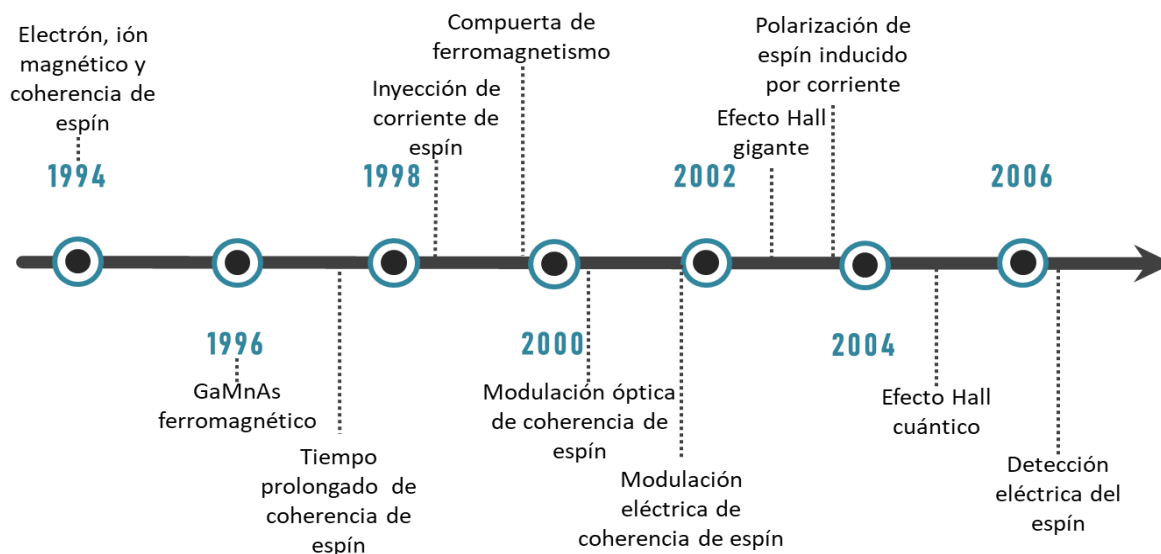 Electrón, ión
magnético y
coherencia de
espín
1994
1996
GaMnAs
ferromagnético
Tiempo
prolongado de
coherencia de
espín
1998
Inyección de
corriente de
espín
Compuerta de
ferromagnetismo
2000
Modulación óptica
de coherencia de
espín
Modulación
eléctrica de
coherencia de espín
2002
Efecto Hall
gigante
Polarización de
espín inducido
por corriente
2004
Efecto Hall
cuántico
2006
Detección
eléctrica del
espín